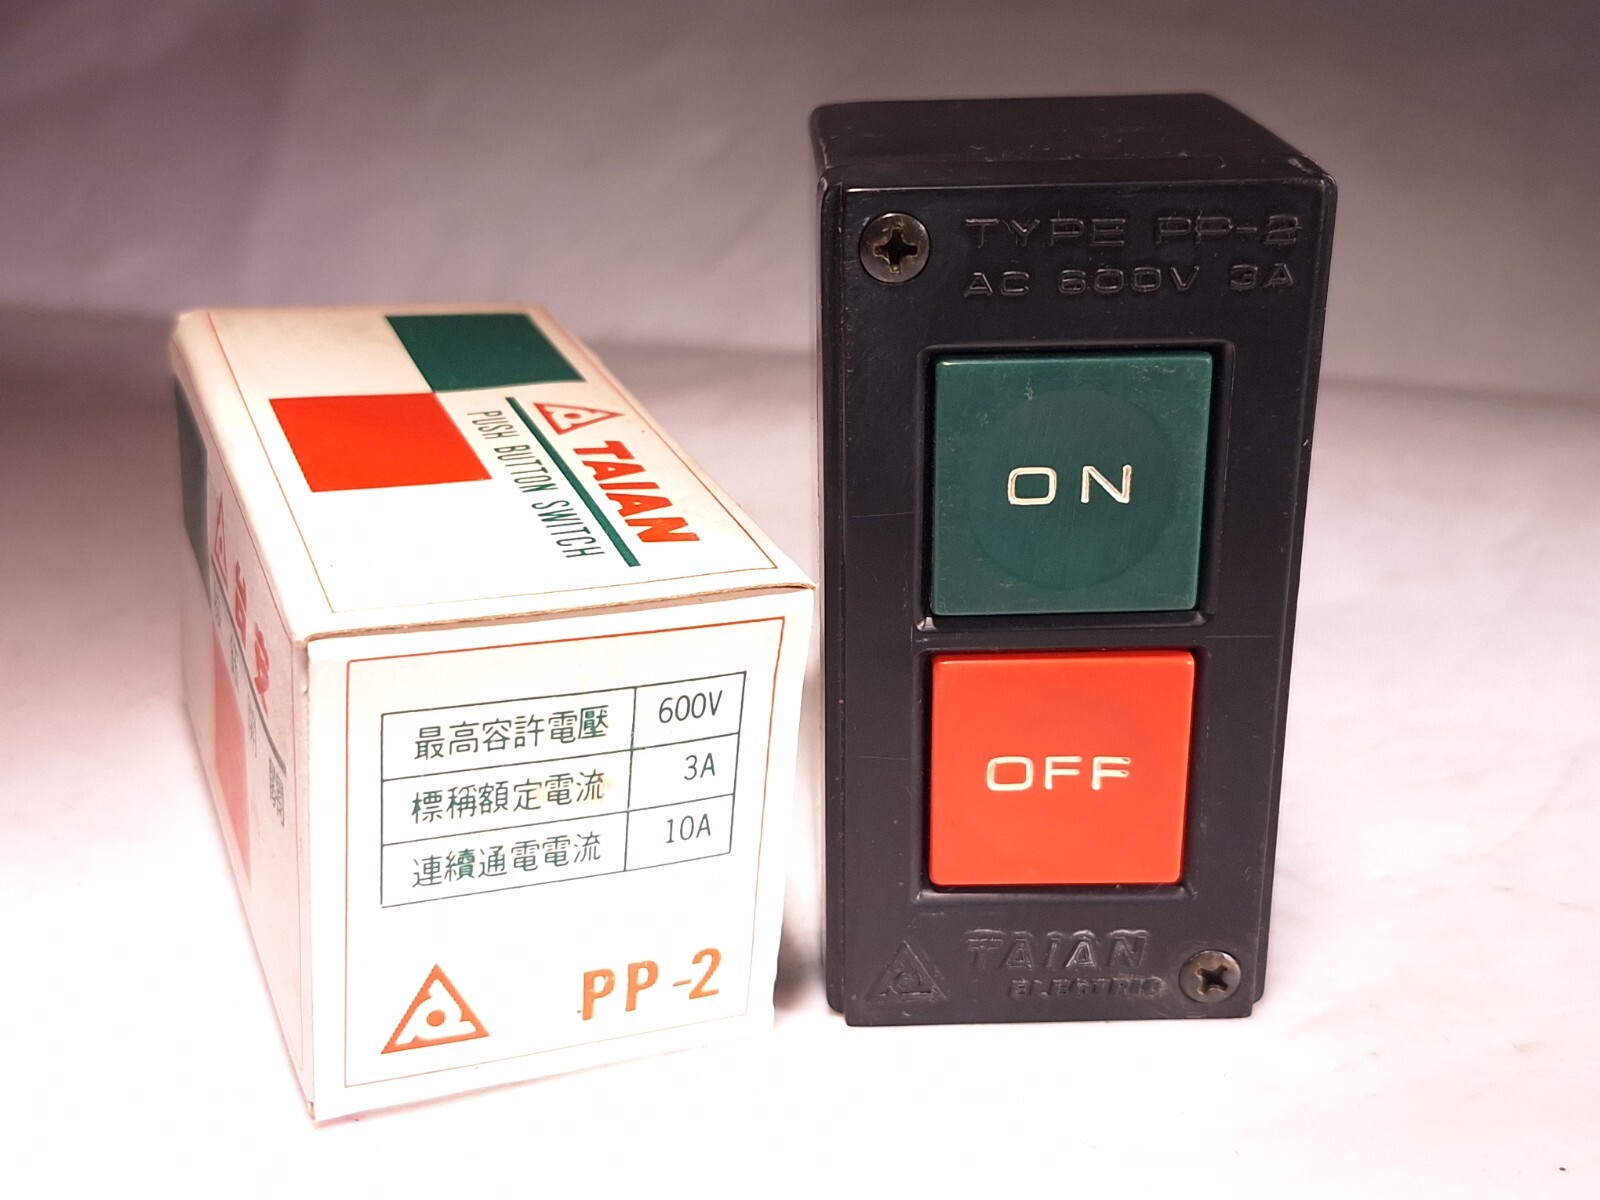 TAIAN
PUSH BUTTON SWITCH
最高容許電壓 600V
標稱額定電流 3A
連續通電電流 10A
PP-2
TYPE PP-2
AC 600V 3A
ON
OFF
TAIAN
ELECTRIC